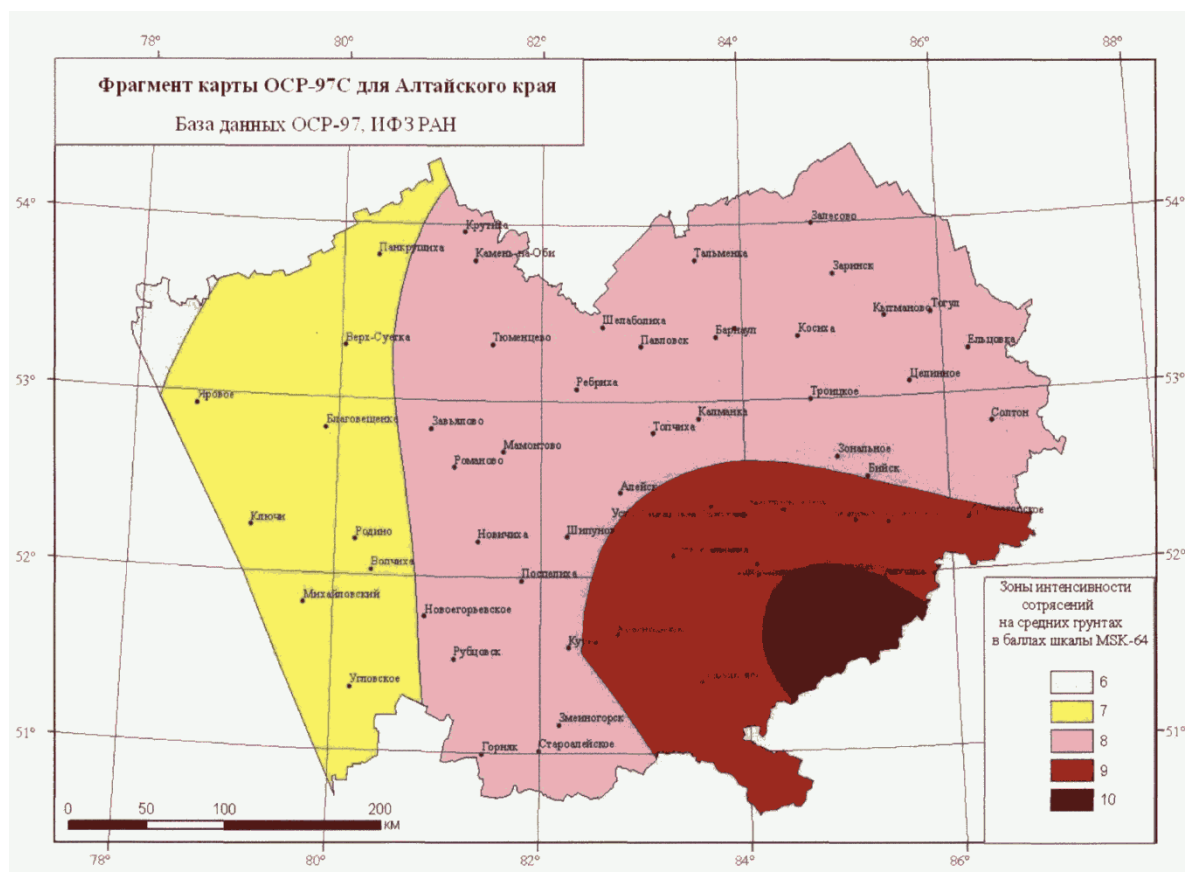 78° 80° 82° 84° 86° 88°
Фрагмент карты ОСР-97С для Алтайского края
База данных ОСР-97, ИФЗ РАН
54° 54°
Залесово
Крутиха
Панкрушиха
Камень-на-Оби
Тальменка
Заринск
Кытманово
Тогул
Шелаболиха
Барнаул
Косиха
Верх-Суетка
Тюменцево
Павловск
Ельцовка
53° 53°
Целинное
Ребриха
Троицкое
Яровое
Калманка
Солтон
Благовещенка
Завьялово
Топчиха
Мамонтово
Романово
Зональное
Бийск
Алейск
Ключи
Родино
Новичиха
Шипуново
52° 52°
Волчиха
Поспелиха
Михайловский
Новоегорьевское
Рубцовск
Угловское
Змеиногорск
51° 51°
Горняк
Староалейское
Зоны интенсивности
сотрясений
на средних грунтах
в баллах шкалы MSK-64
6
7
8
9
10
0 50 100 200
КМ
78° 80° 82° 84° 86°